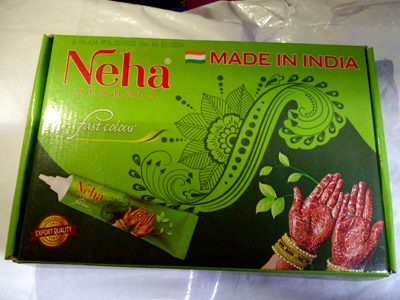 Neha®
HERBALS
MADE IN INDIA
fast colour
Neha
EXPORT QUALITY